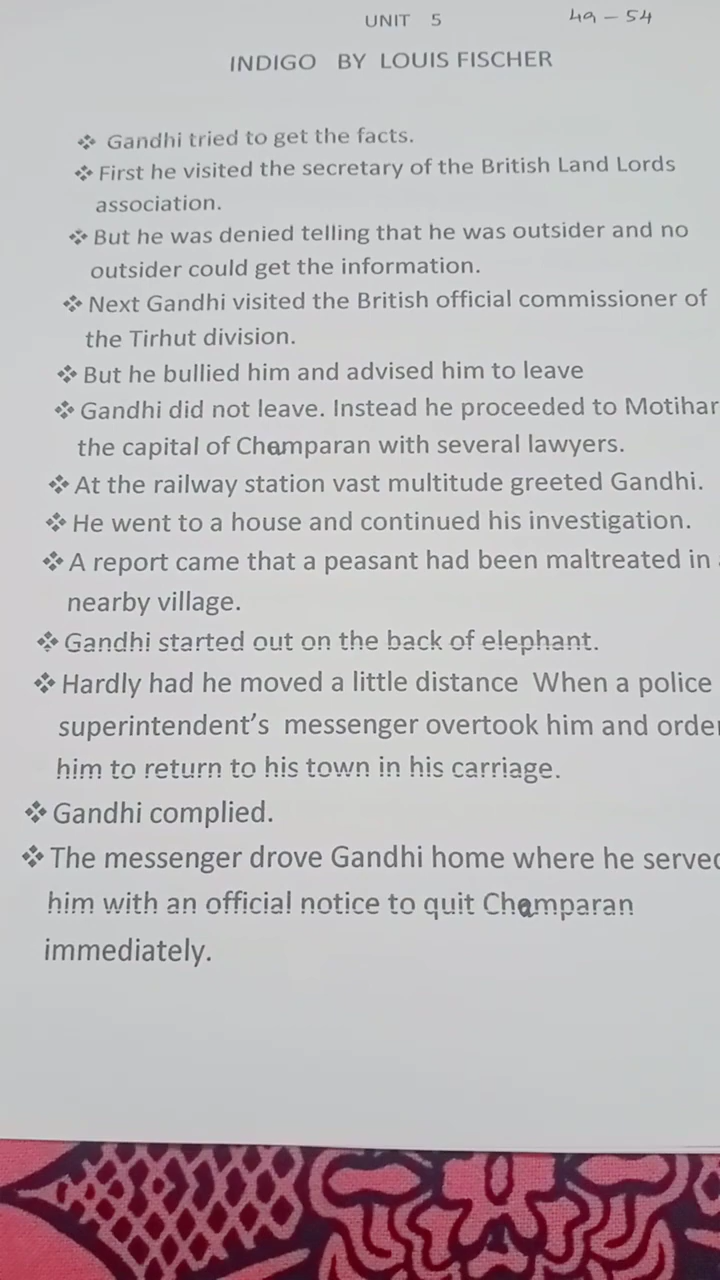 UNIT 5 49 – 54
INDIGO BY LOUIS FISCHER
❖ Gandhi tried to get the facts.
❖ First he visited the secretary of the British Land Lords
association.
❖ But he was denied telling that he was outsider and no
outsider could get the information.
❖ Next Gandhi visited the British official commissioner of
the Tirhut division.
❖ But he bullied him and advised him to leave
❖ Gandhi did not leave. Instead he proceeded to Motihar
the capital of Champaran with several lawyers.
❖ At the railway station vast multitude greeted Gandhi.
❖ He went to a house and continued his investigation.
❖ A report came that a peasant had been maltreated in
nearby village.
❖ Gandhi started out on the back of elephant.
❖ Hardly had he moved a little distance When a police
superintendent's messenger overtook him and order
him to return to his town in his carriage.
❖ Gandhi complied.
❖ The messenger drove Gandhi home where he served
him with an official notice to quit Champaran
immediately.